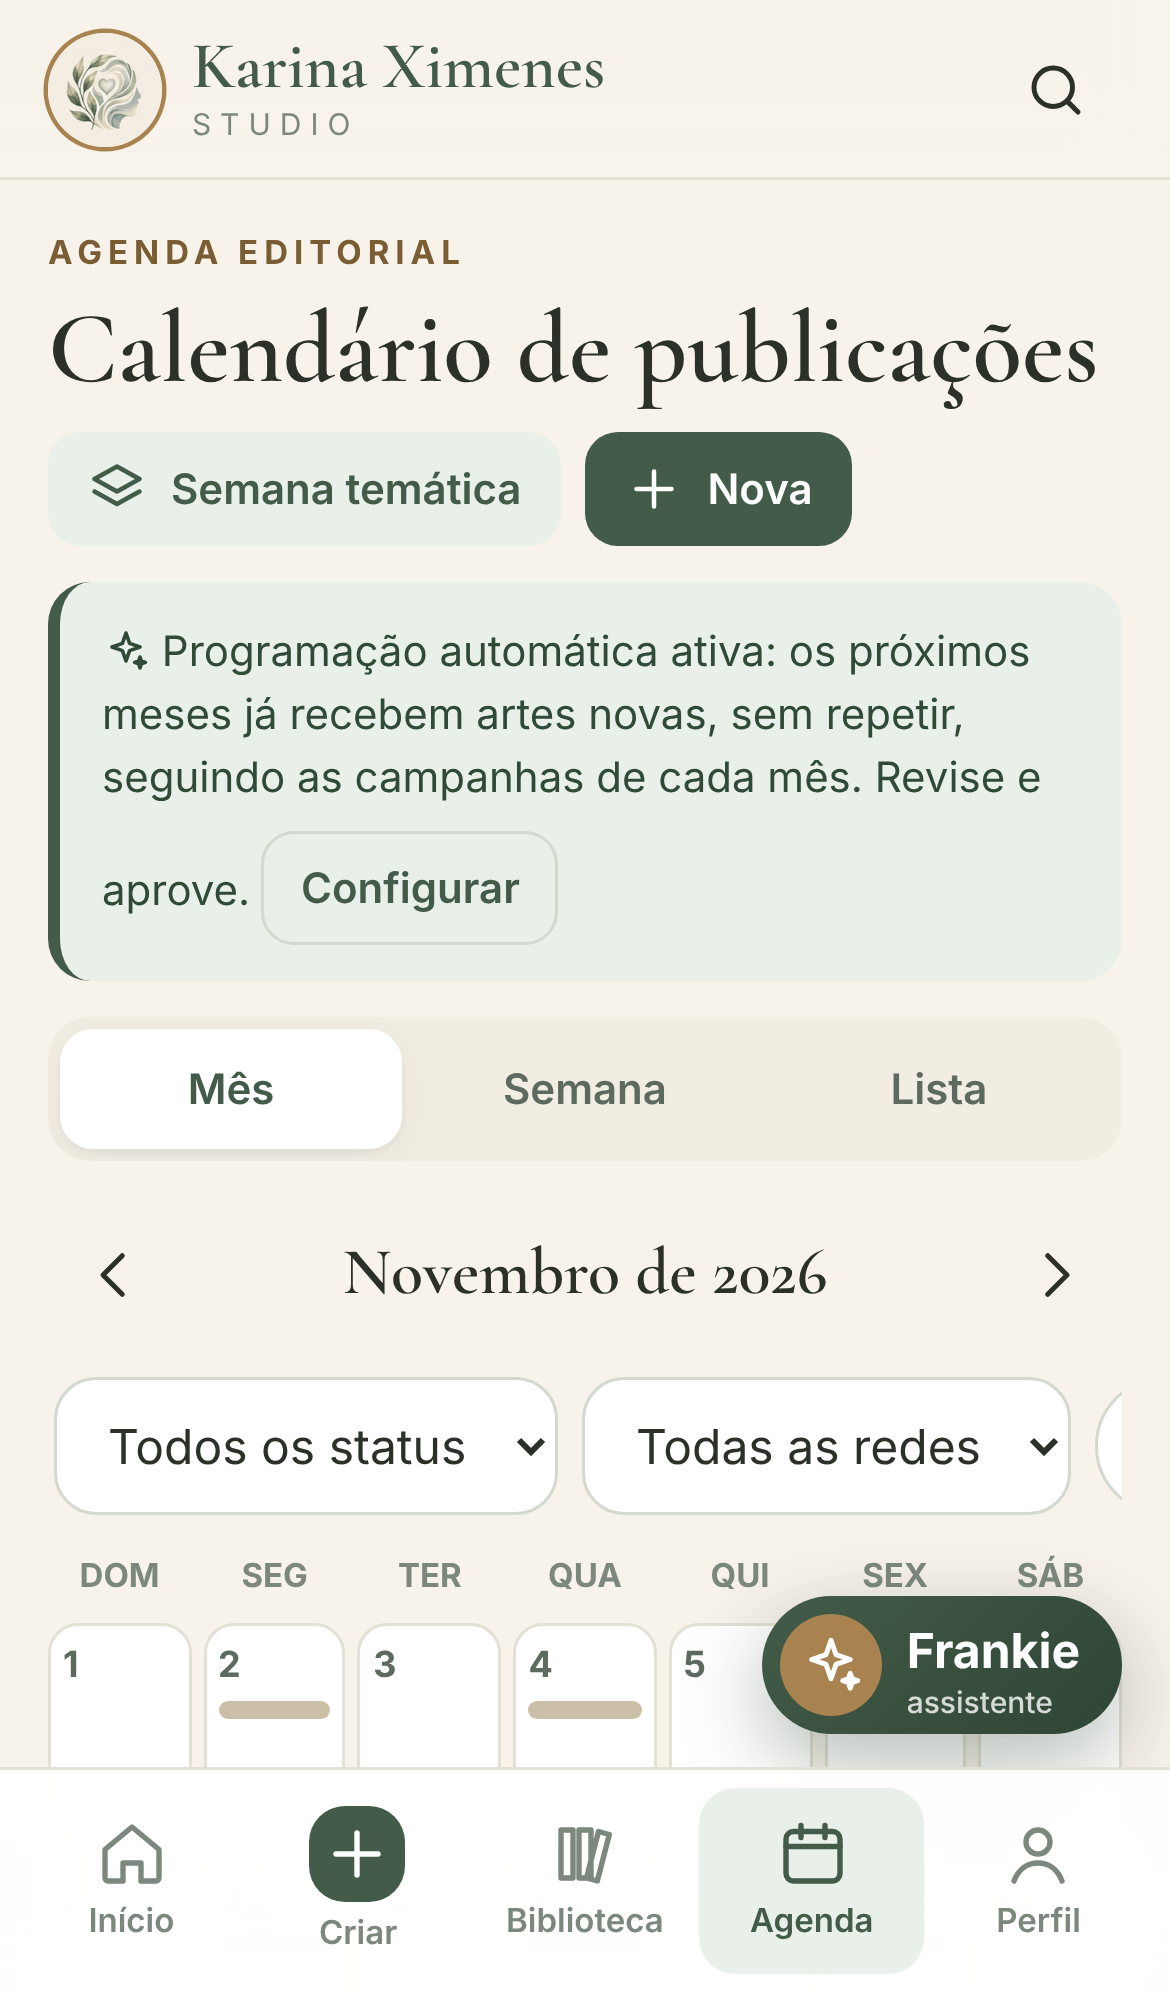 Karina Ximenes
STUDIO
AGENDA EDITORIAL
Calendário de publicações
Semana temática
Nova
Programação automática ativa: os próximos
meses já recebem artes novas, sem repetir,
seguindo as campanhas de cada mês. Revise e
aprove. Configurar
Mês Semana Lista
Novembro de 2026
Todos os status Todas as redes
DOM SEG TER QUA QUI SEX SÁB
1 2 3 4 5
Frankie
assistente
Início Criar Biblioteca Agenda Perfil